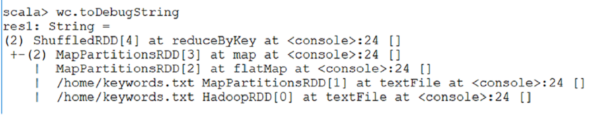 scala> wc.toDebugString
res1: String =
(2) ShuffledRDD[4] at reduceByKey at <console>:24 []
 +-(2) MapPartitionsRDD[3] at map at <console>:24 []
    |  MapPartitionsRDD[2] at flatMap at <console>:24 []
    |  /home/keywords.txt MapPartitionsRDD[1] at textFile at <console>:24 []
    |  /home/keywords.txt HadoopRDD[0] at textFile at <console>:24 []